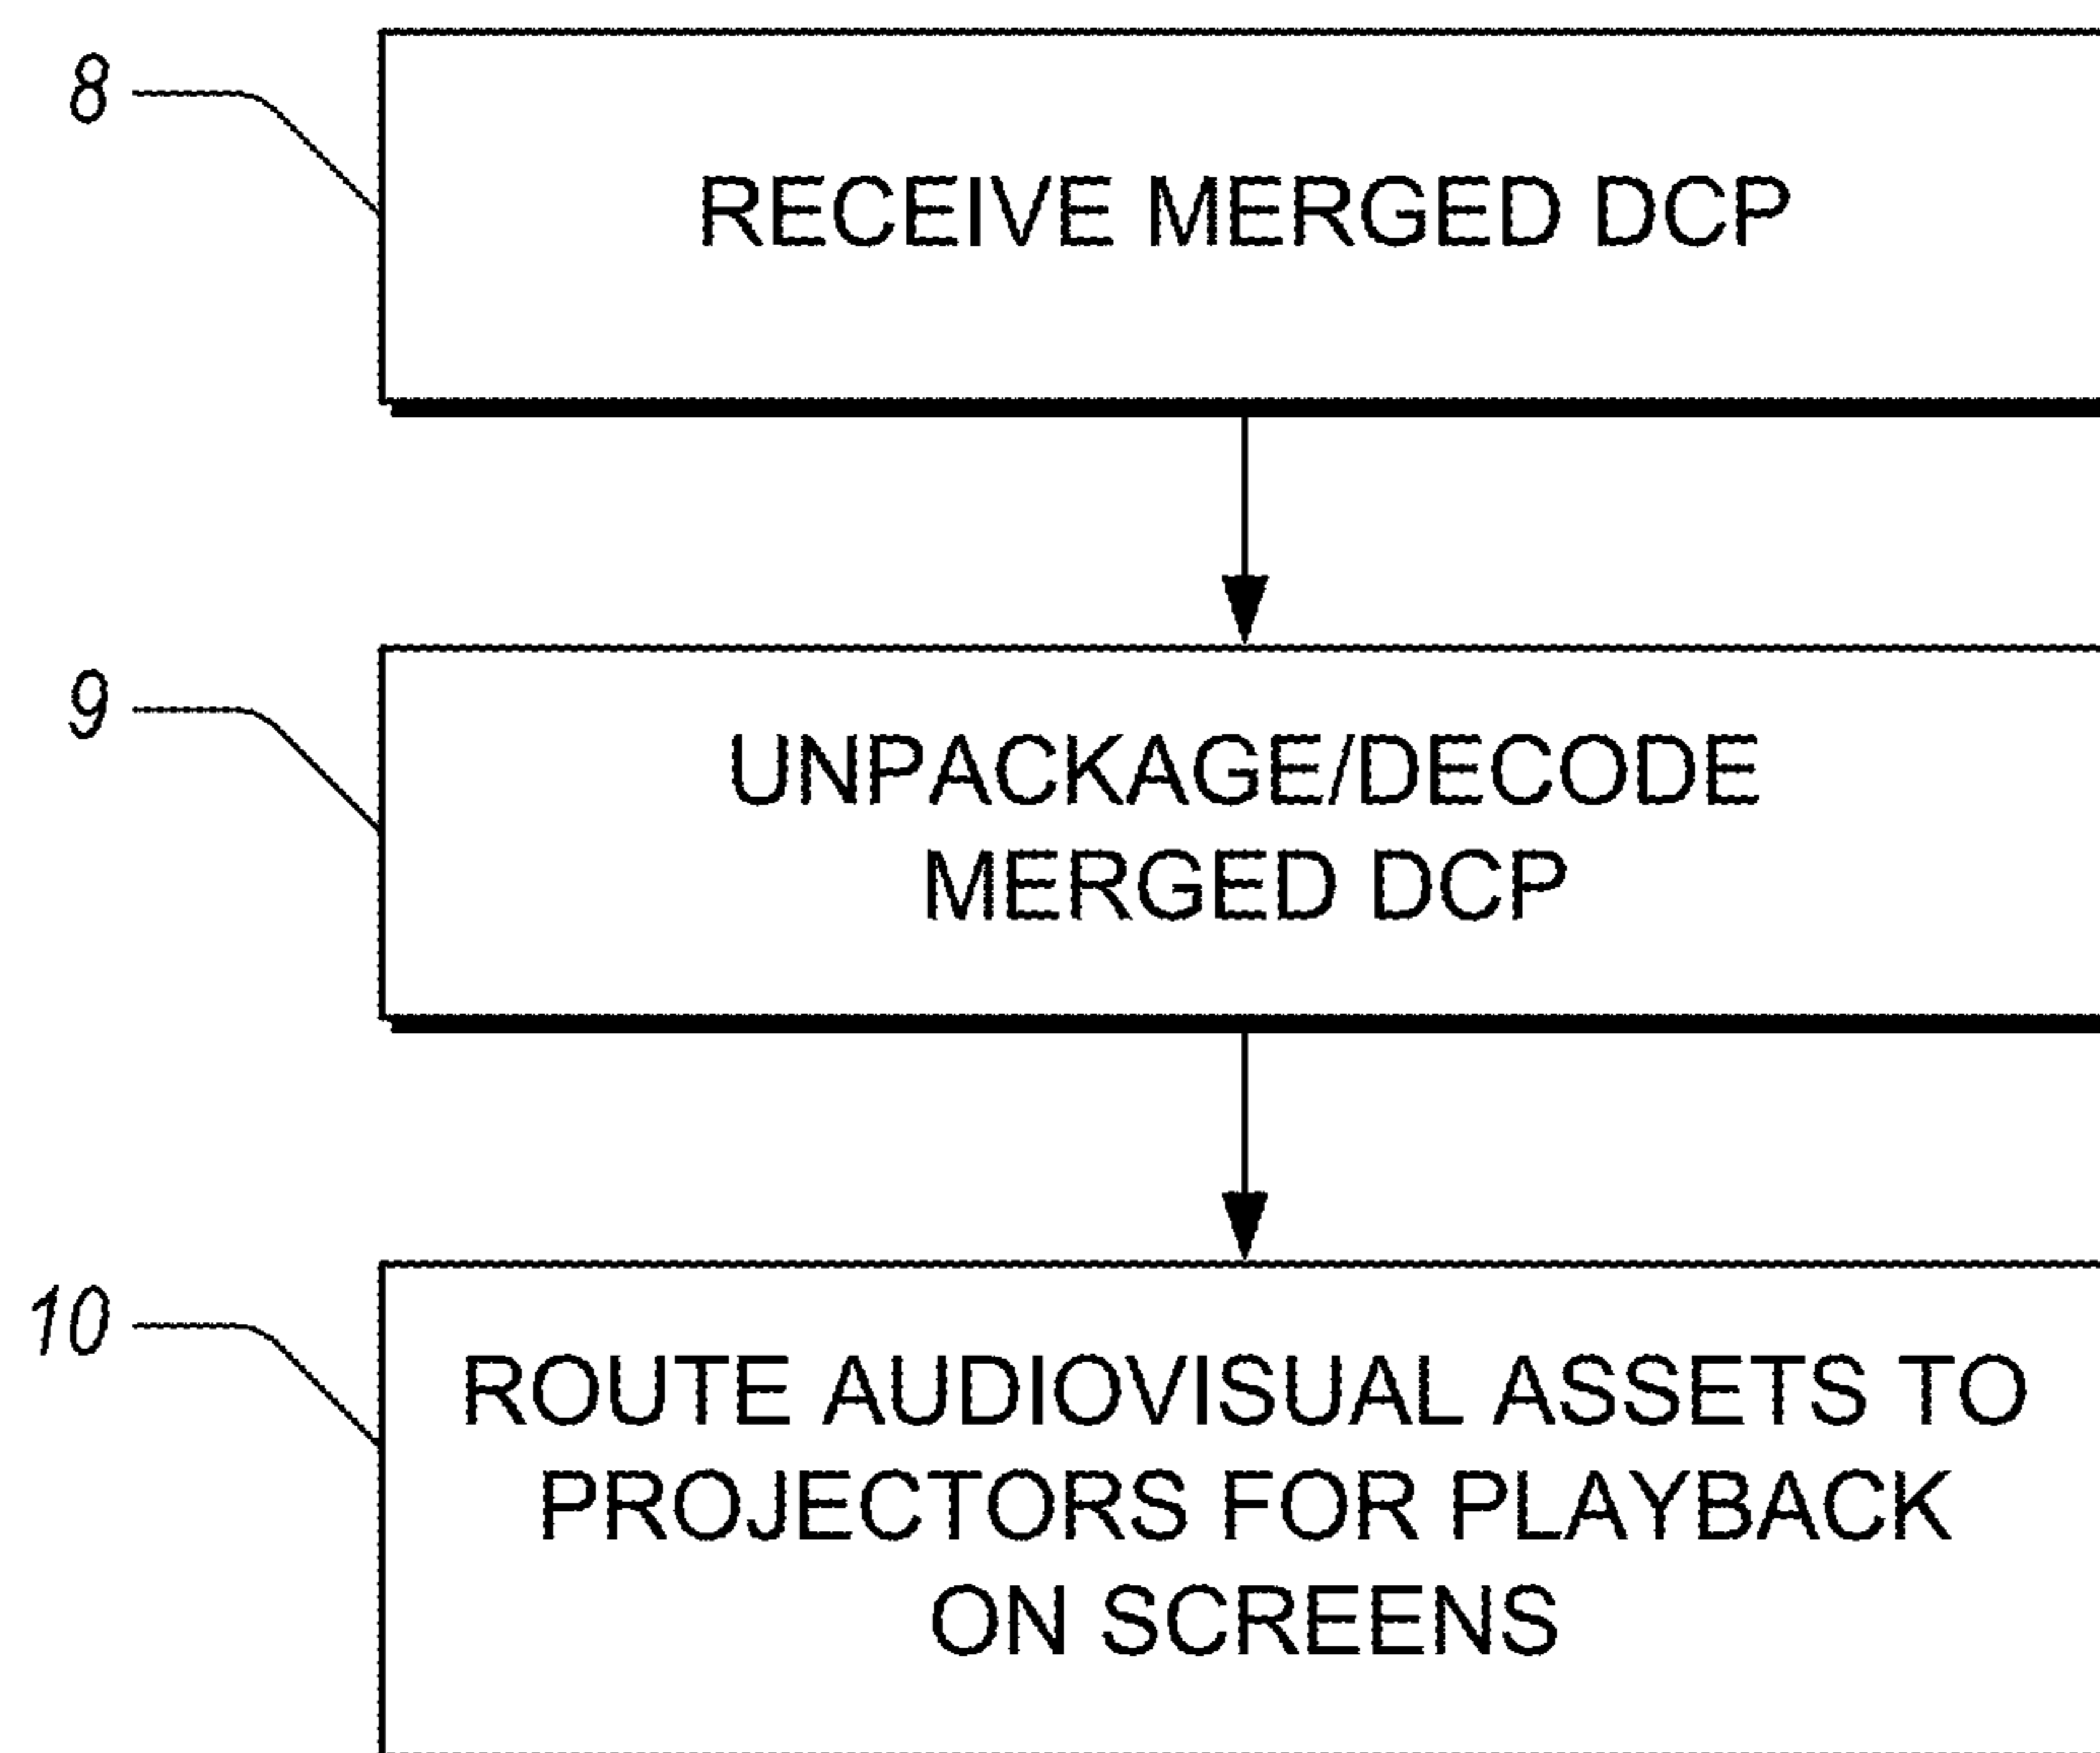 8
RECEIVE MERGED DCP
9
UNPACKAGE/DECODE
MERGED DCP
10
ROUTE AUDIOVISUAL ASSETS TO
PROJECTORS FOR PLAYBACK
ON SCREENS